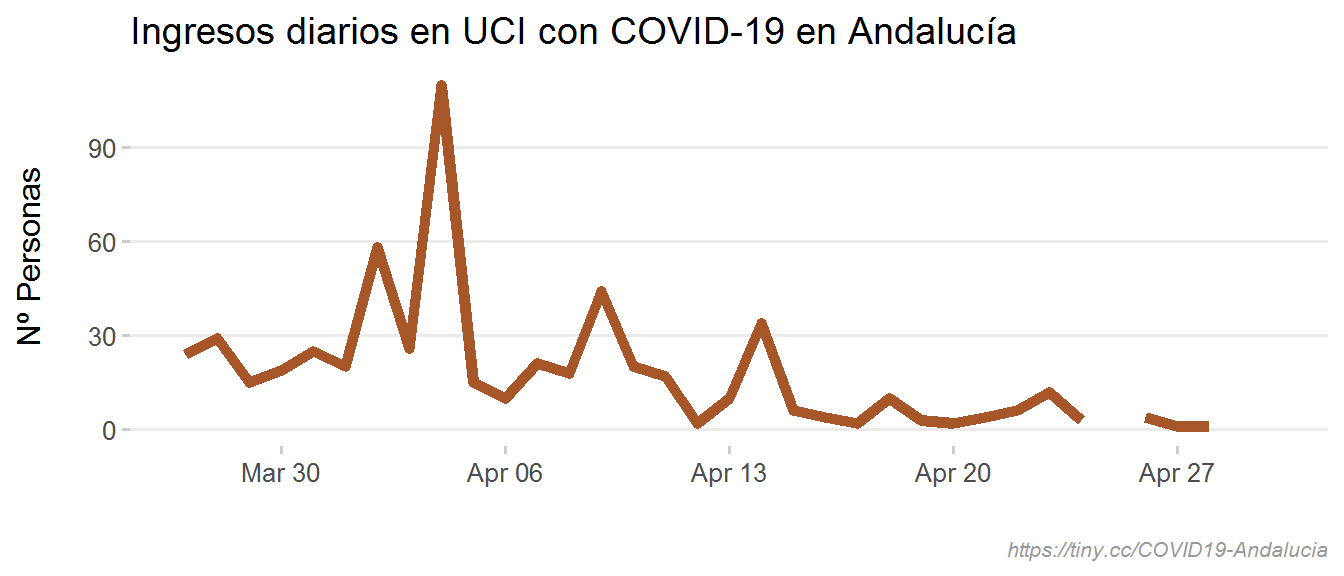 Ingresos diarios en UCI con COVID-19 en Andalucía
Nº Personas
90
60
30
0
Mar 30
Apr 06
Apr 13
Apr 20
Apr 27
https://tiny.cc/COVID19-Andalucia